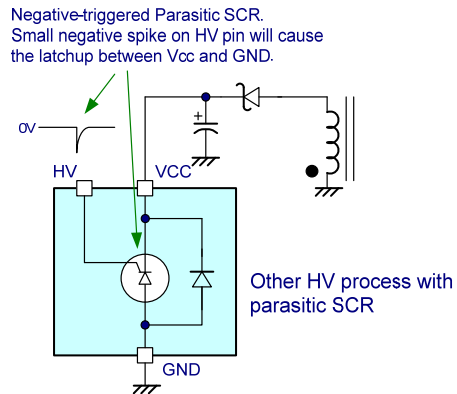 Negative-triggered Parasitic SCR.
Small negative spike on HV pin will cause
the latchup between Vcc and GND.
0V
+
HV
VCC
Other HV process with
parasitic SCR
GND